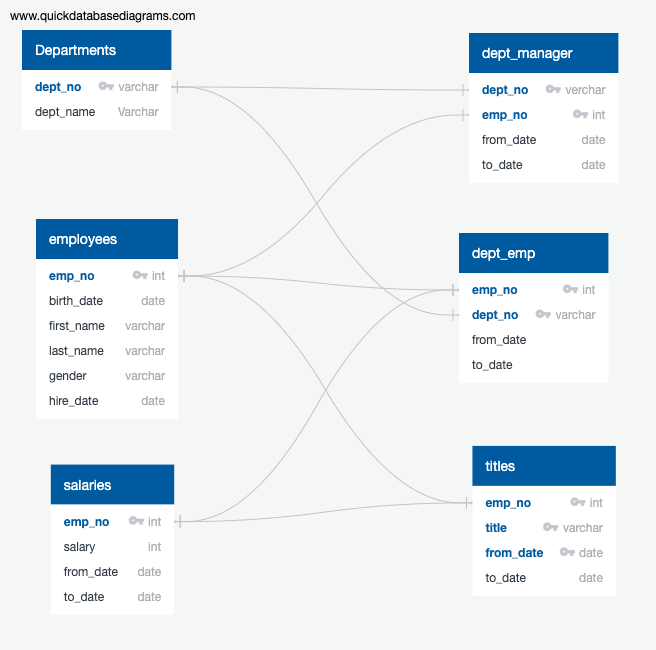 www.quickdatabasediagrams.com
Departments
dept_no varchar
dept_name Varchar
dept_manager
dept_no verchar
emp_no int
from_date date
to_date date
employees
emp_no int
birth_date date
first_name varchar
last_name varchar
gender varchar
hire_date date
dept_emp
emp_no int
dept_no varchar
from_date
to_date
salaries
emp_no int
salary int
from_date date
to_date date
titles
emp_no int
title varchar
from_date date
to_date date